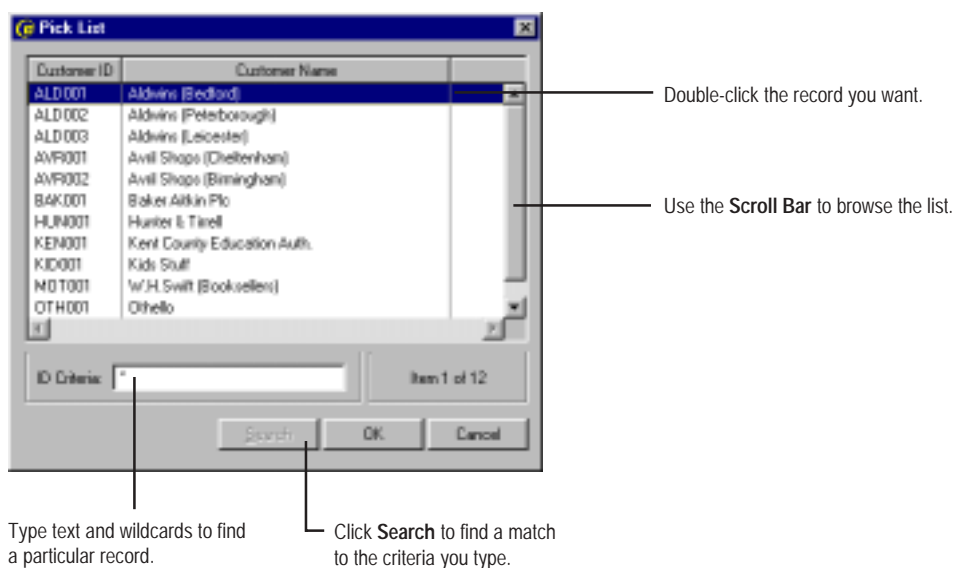 Pick List
Customer ID Customer Name
ALD001 Aldwins (Bedford)
ALD002 Aldwins (Peterborough)
ALD003 Aldwins (Leicester)
AVR001 Avril Shops (Cheltenham)
AVR002 Avril Shops (Birmingham)
BAK001 Baker Aitkin Plc
HUN001 Hunter & Tirrell
KEN001 Kent County Education Auth.
KID001 Kids Stuff
MOT001 W.H.Swift (Booksellers)
OTH001 Othello
ID Criteria: * Item 1 of 12
Search OK Cancel
Double-click the record you want.
Use the Scroll Bar to browse the list.
Type text and wildcards to find
a particular record.
Click Search to find a match
to the criteria you type.